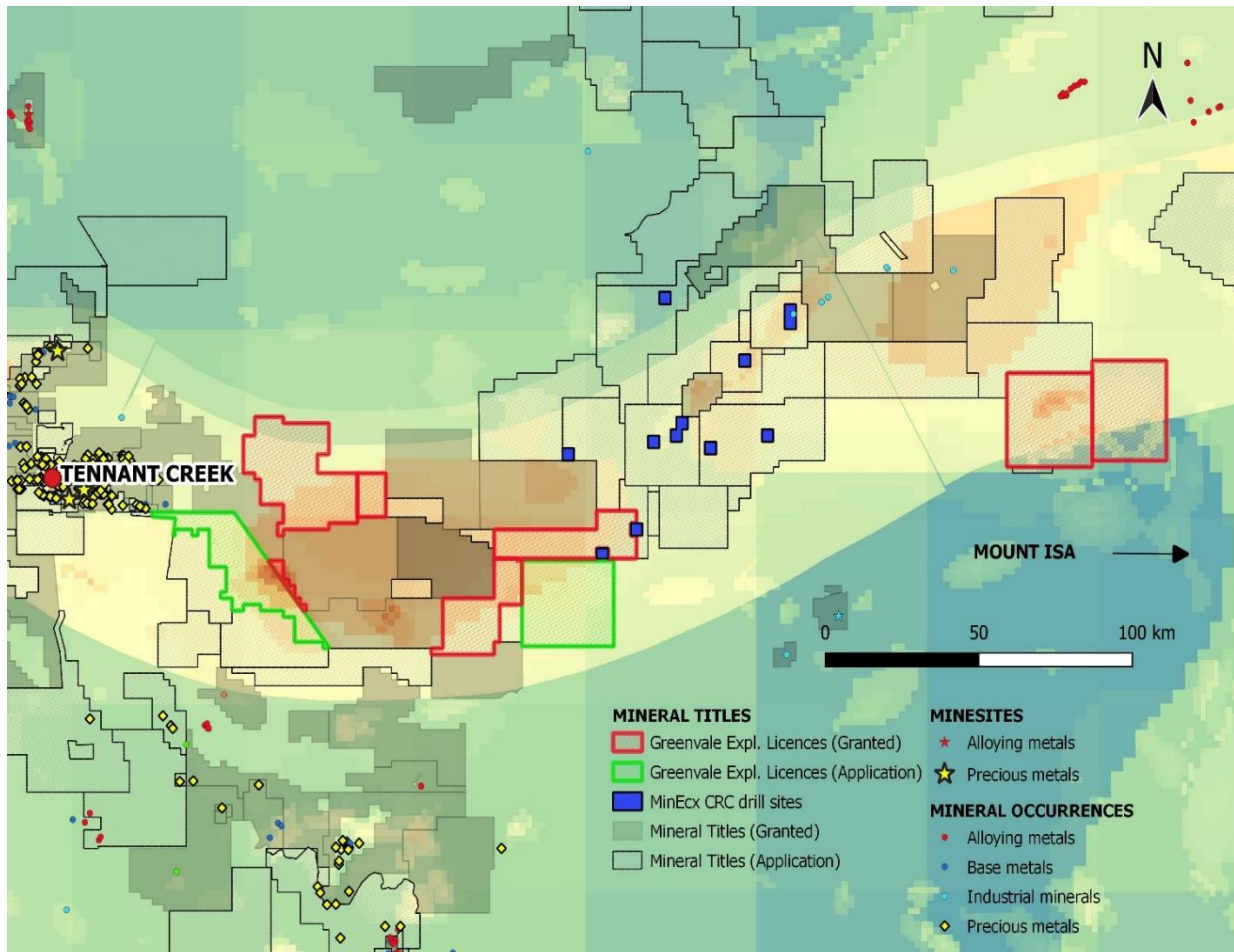 N
TENNANT CREEK
MOUNT ISA
0 50 100 km
MINERAL TITLES
Greenvale Expl. Licences (Granted)
Greenvale Expl. Licences (Application)
MinEcx CRC drill sites
Mineral Titles (Granted)
Mineral Titles (Application)
MINESITES
Alloying metals
Precious metals
MINERAL OCCURRENCES
Alloying metals
Base metals
Industrial minerals
Precious metals